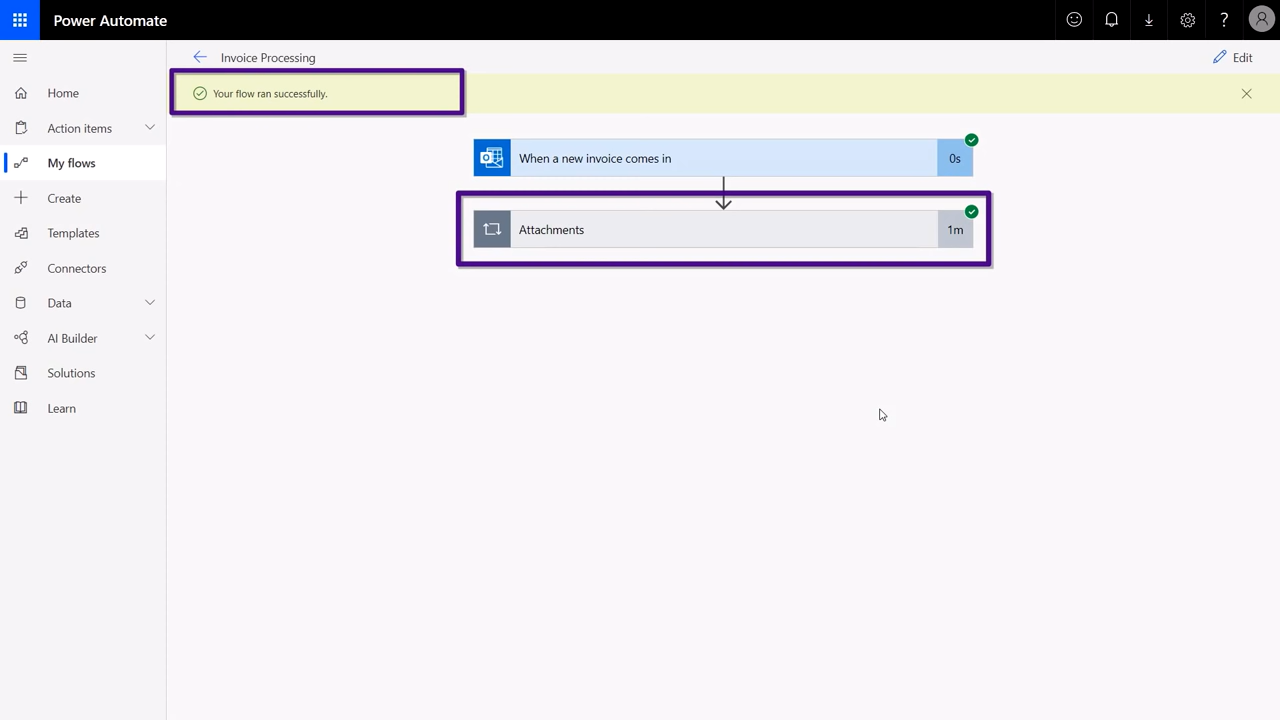 Power Automate
?
Invoice Processing
Edit
Your flow ran successfully.
Home
Action items
My flows
Create
Templates
Connectors
Data
AI Builder
Solutions
Learn
When a new invoice comes in
0s
Attachments
1m